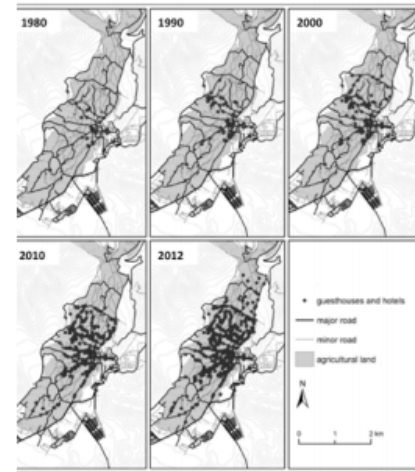 1980
1990
2000
2010
2012
guesthouses and hotels
major road
minor road
agricultural land
N
0 1 2 km